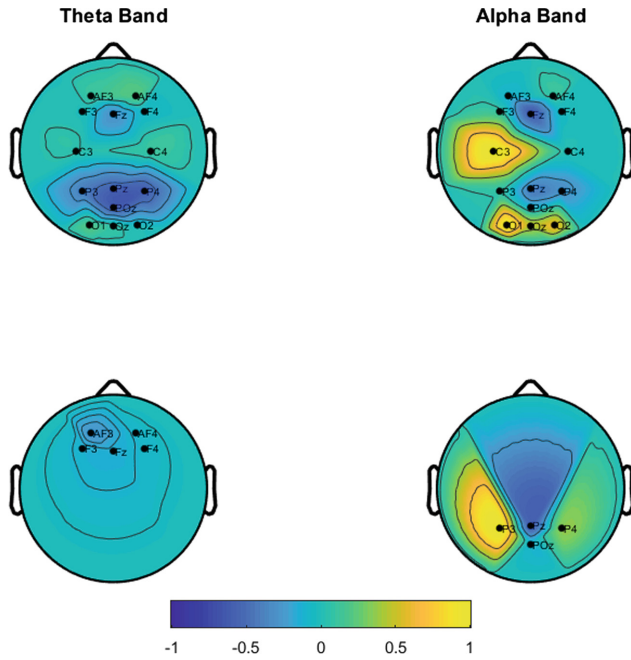 Theta Band Alpha Band
AF3 AF4 AF3 AF4
F3 Fz F4 F3 Fz F4
C3 C4 C3 C4
P3 Pz P4 P3 Pz P4
POz POz
O1 Oz O2 O1 Oz O2
AF3 AF4
F3 Fz F4
P3 Pz P4
POz
-1 -0.5 0 0.5 1